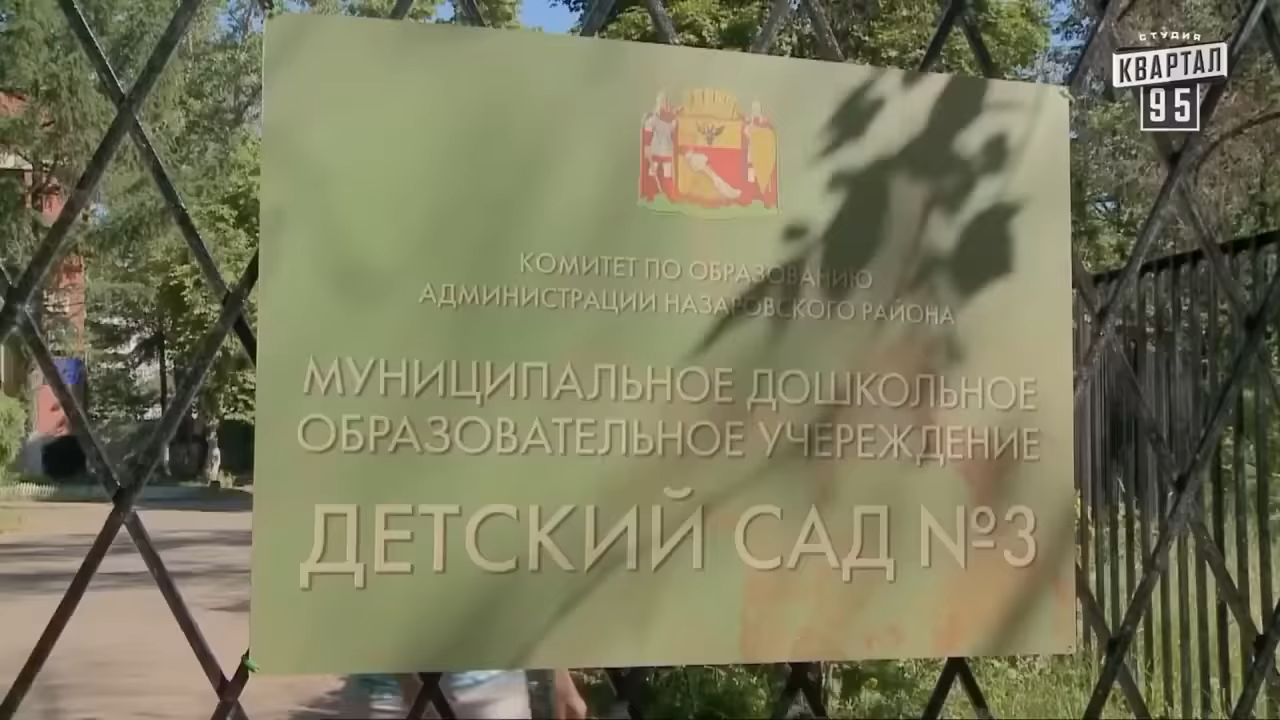 СТУДИЯ
КВАРТАЛ
95
КОМИТЕТ ПО ОБРАЗОВАНИЮ
АДМИНИСТРАЦИИ НАЗАРОВСКОГО РАЙОНА
МУНИЦИПАЛЬНОЕ ДОШКОЛЬНОЕ
ОБРАЗОВАТЕЛЬНОЕ УЧЕРЕЖДЕНИЕ
ДЕТСКИЙ САД №3